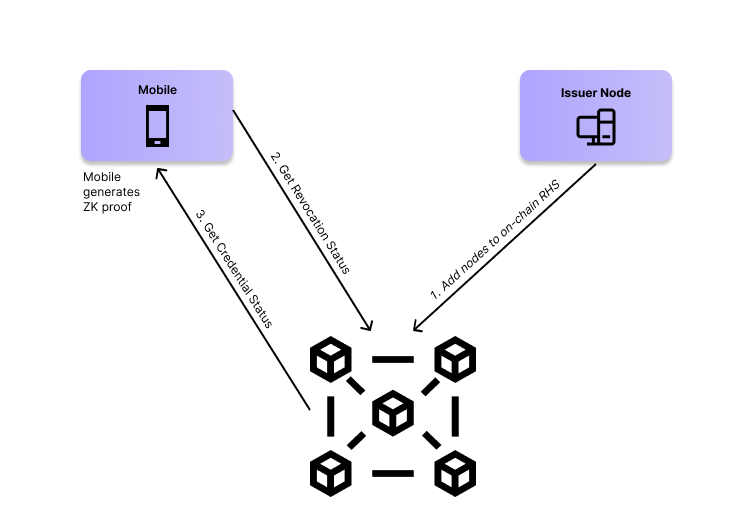 Mobile
Issuer Node
Mobile
generates
ZK proof
2. Get Revocation Status
3. Get Credential Status
1. Add nodes to on-chain RHS